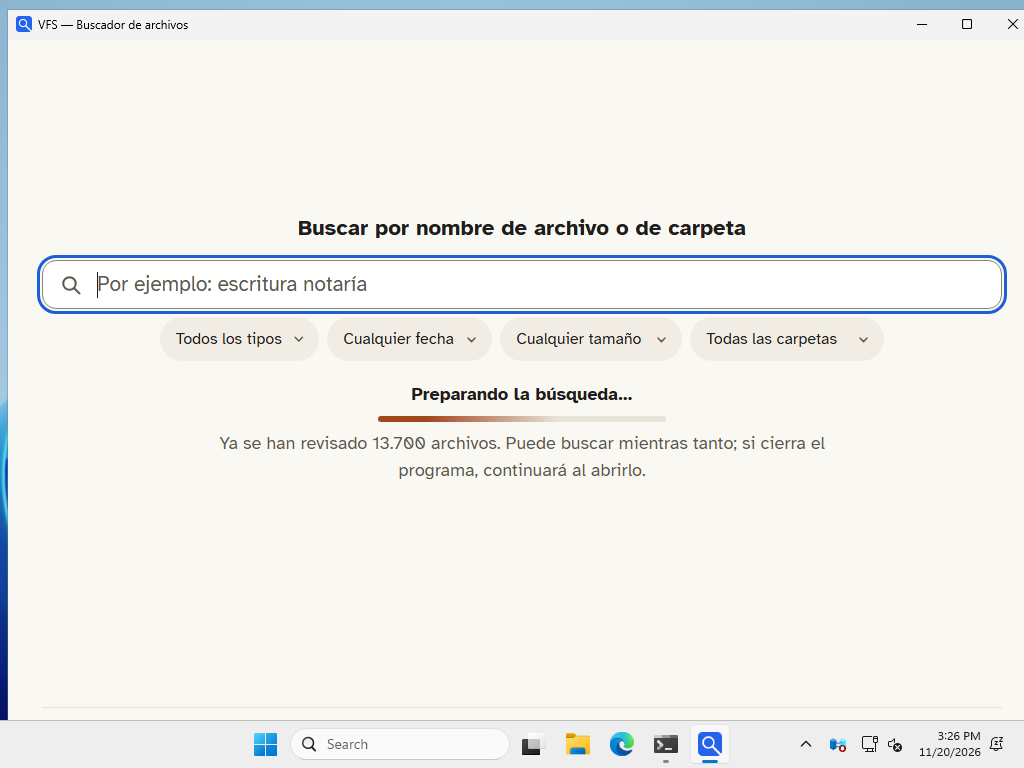 VFS — Buscador de archivos
Buscar por nombre de archivo o de carpeta
Por ejemplo: escritura notaría
Todos los tipos
Cualquier fecha
Cualquier tamaño
Todas las carpetas
Preparando la búsqueda...
Ya se han revisado 13.700 archivos. Puede buscar mientras tanto; si cierra el
programa, continuará al abrirlo.
Search
3:26 PM
11/20/2026